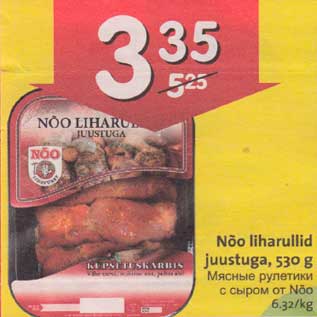 3 35
5 25
NÕO LIHARUL
JUUSTUGA
NÕO
KÜPSETUSKARBIS
Nõo liharullid
juustuga, 530 g
Мясные рулетики
с сыром от Nõo
6.32/kg